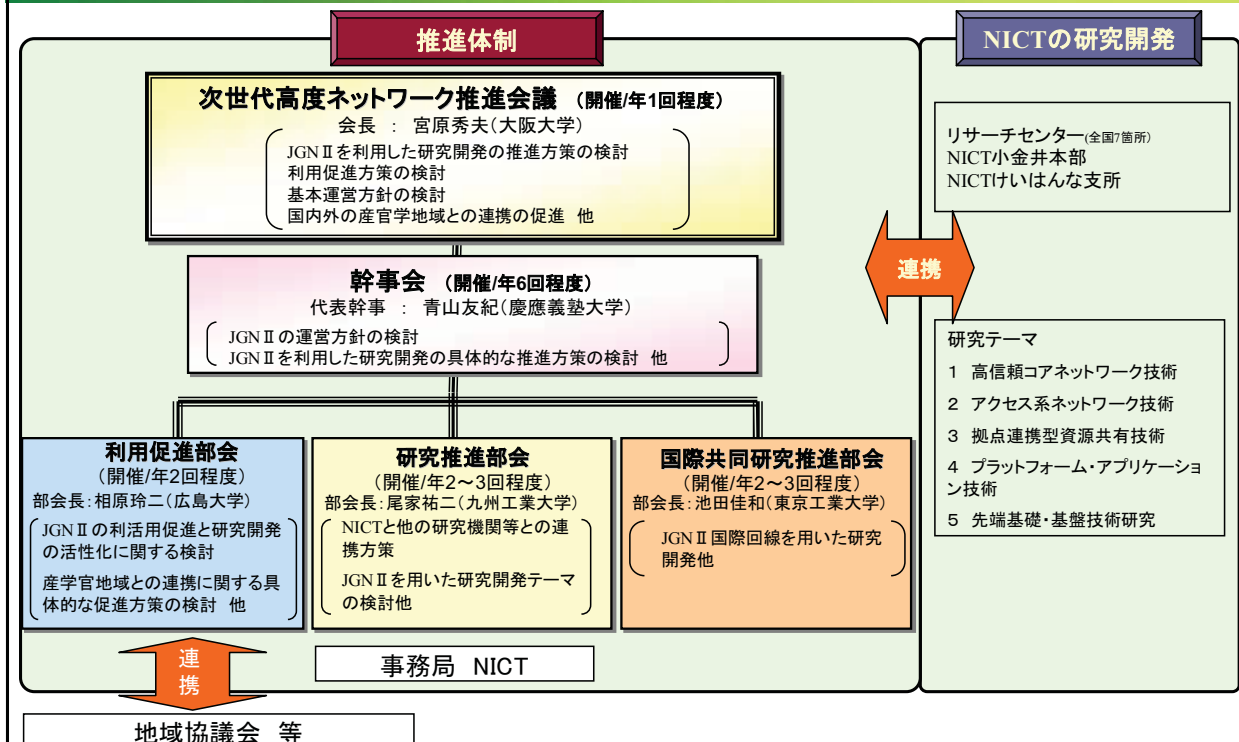 推進体制
次世代高度ネットワーク推進会議 (開催/年1回程度)
会長 : 宮原秀夫(大阪大学)
JGNⅡを利用した研究開発の推進方策の検討
利用促進方策の検討
基本運営方針の検討
国内外の産官学地域との連携の促進 他
幹事会 (開催/年6回程度)
代表幹事 : 青山友紀(慶應義塾大学)
JGNⅡの運営方針の検討
JGNⅡを利用した研究開発の具体的な推進方策の検討 他
利用促進部会
(開催/年2回程度)
部会長:相原玲二(広島大学)
JGNⅡの利活用促進と研究開発
の活性化に関する検討
産学官地域との連携に関する具
体的な促進方策の検討 他
研究推進部会
(開催/年2~3回程度)
部会長:尾家祐二(九州工業大学)
NICTと他の研究機関等との連
携方策
JGNⅡを用いた研究開発テーマ
の検討他
国際共同研究推進部会
(開催/年2~3回程度)
部会長:池田佳和(東京工業大学)
JGNⅡ国際回線を用いた研究
開発他
連
携
事務局 NICT
地域協議会 等
連携
NICTの研究開発
リサーチセンター(全国7箇所)
NICT小金井本部
NICTけいはんな支所
研究テーマ
1 高信頼コアネットワーク技術
2 アクセス系ネットワーク技術
3 拠点連携型資源共有技術
4 プラットフォーム・アプリケーショ
ン技術
5 先端基礎・基盤技術研究